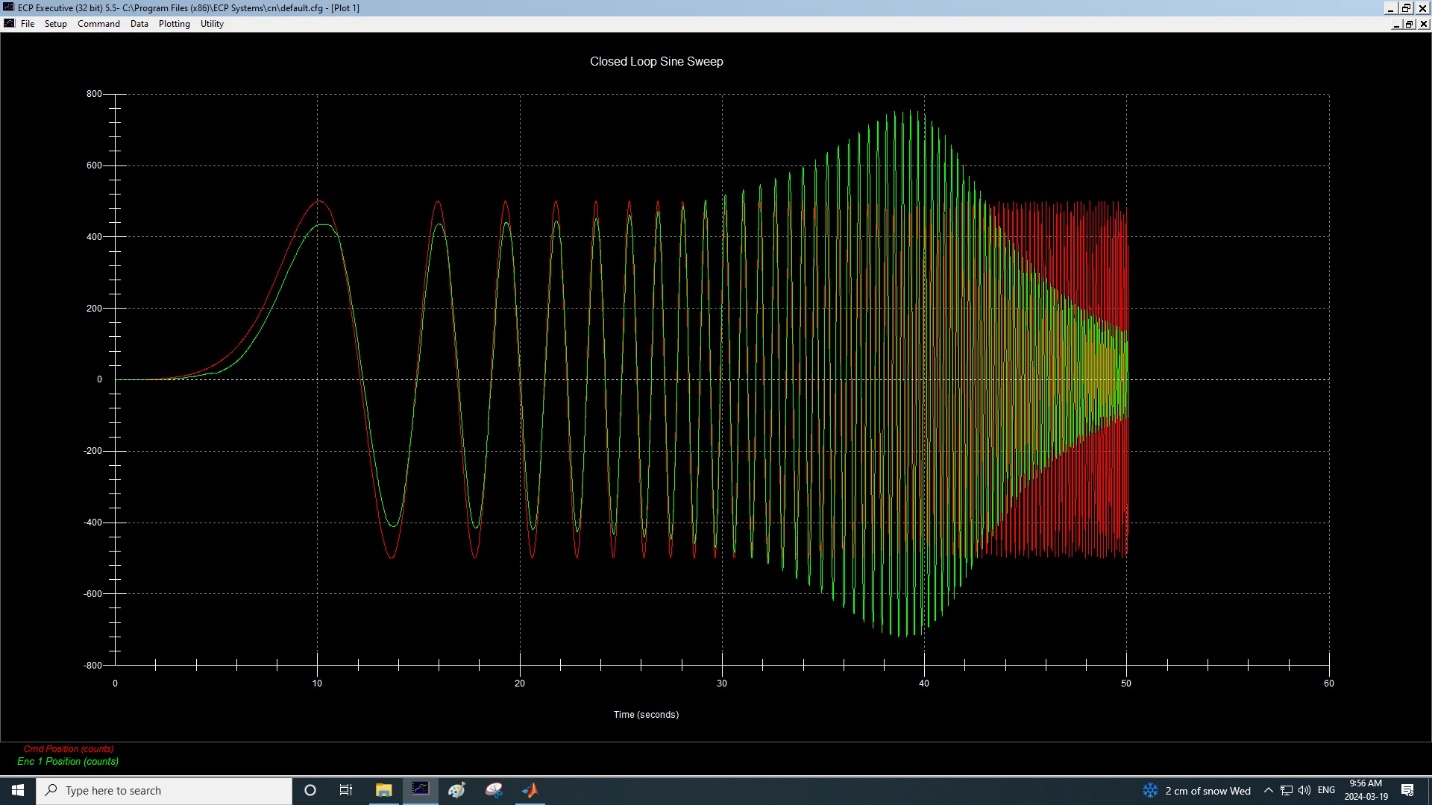 ECP Executive (32 bit) 5.5- C:\Program Files (x86)\ECP Systems\cn\default.cfg - [Plot 1]
File Setup Command Data Plotting Utility
Closed Loop Sine Sweep
800
600
400
200
0
-200
-400
-600
-800
0 10 20 30 40 50 60
Time (seconds)
Cmd Position (counts)
Enc 1 Position (counts)
Type here to search
2 cm of snow Wed
ENG
9:56 AM
2024-03-19